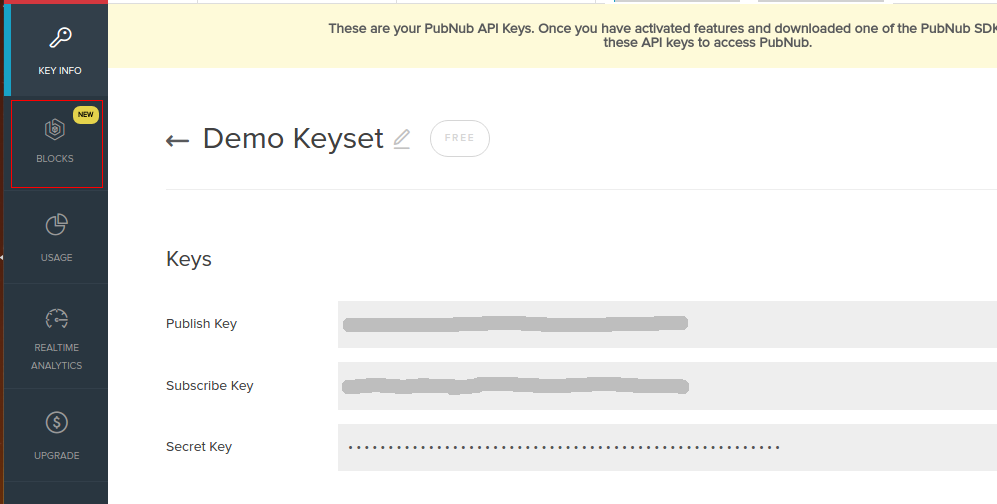 These are your PubNub API Keys. Once you have activated features and downloaded one of the PubNub SDK
these API keys to access PubNub.
KEY INFO
NEW
BLOCKS
USAGE
REALTIME
ANALYTICS
UPGRADE
Demo Keyset
FREE
Keys
Publish Key
Subscribe Key
Secret Key